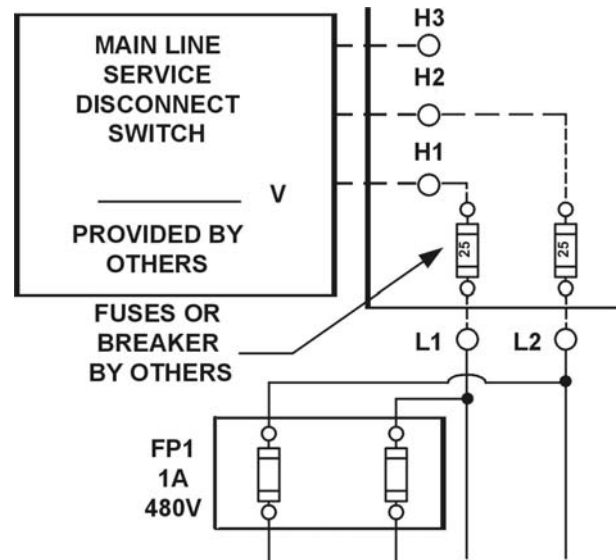 MAIN LINE
SERVICE
DISCONNECT
SWITCH
V
PROVIDED BY
OTHERS
H3
H2
H1
25
25
FUSES OR
BREAKER
BY OTHERS
L1
L2
FP1
1A
480V